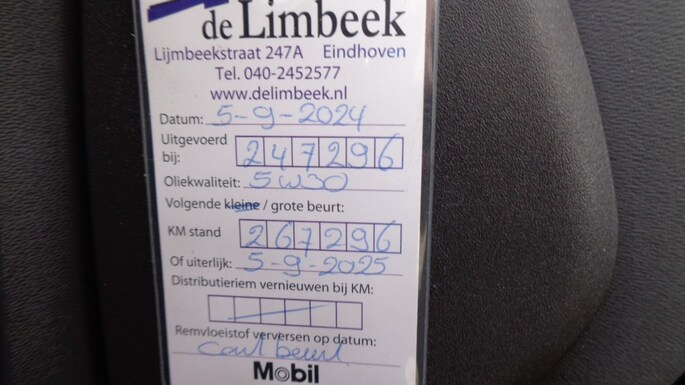 de Limbeek
Lijmbeekstraat 247A Eindhoven
Tel. 040-2452577
www.delimbeek.nl
Datum: 5-9-2024
Uitgevoerd
bij: 247296
Oliekwaliteit: 5W30
Volgende kleine / grote beurt:
KM stand 267296
Of uiterlijk: 5-9-2025
Distributieriem vernieuwen bij KM:
Remvloeistof verversen op datum:
beurt
Mobil